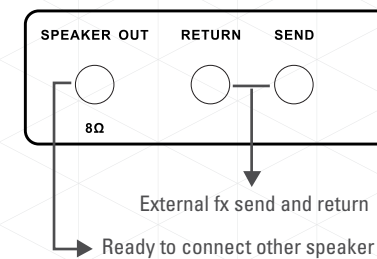 SPEAKER OUT RETURN SEND
8Ω
External fx send and return
Ready to connect other speaker